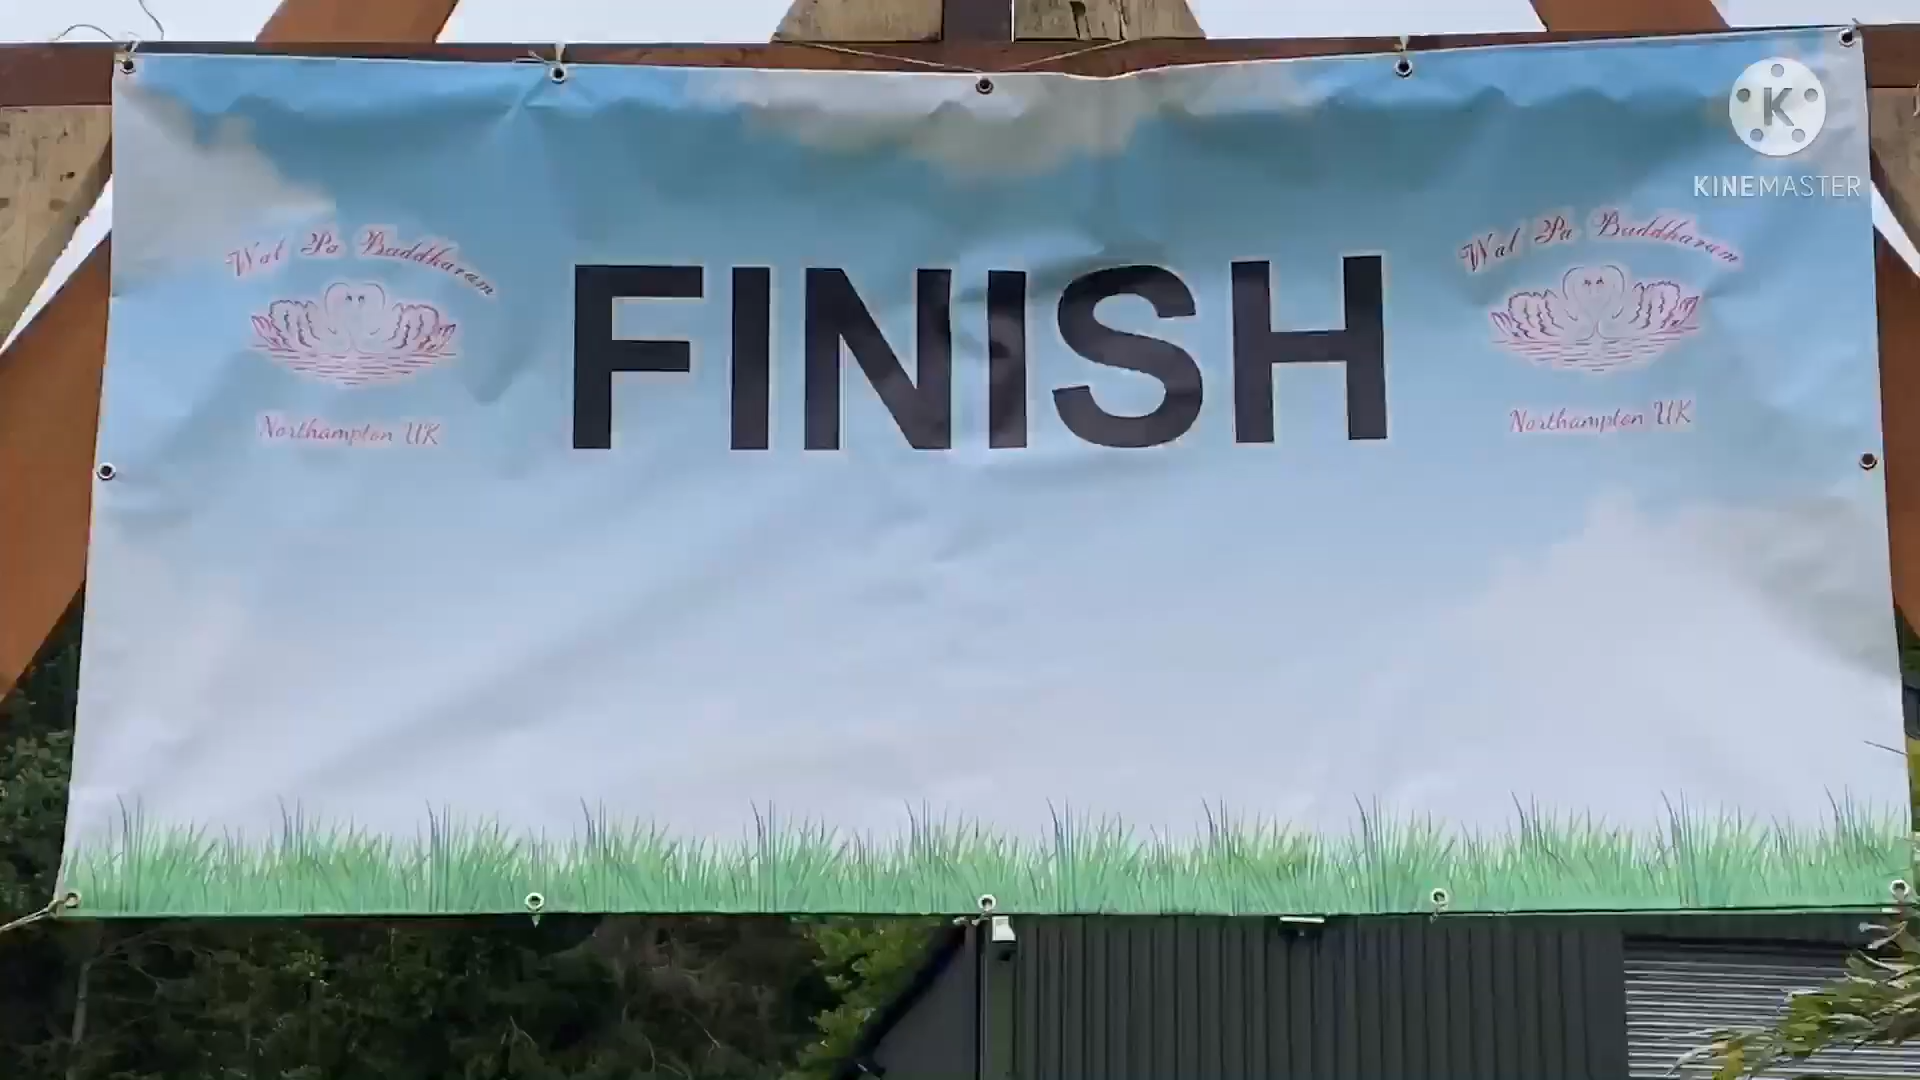 K
KINEMASTER
Wat Pa Buddharam
Northampton UK
FINISH
Wat Pa Buddharam
Northampton UK